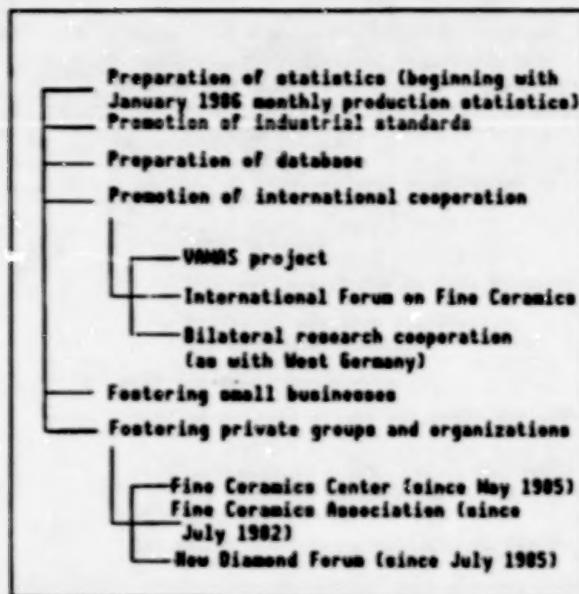 Preparation of statistics (beginning with
January 1986 monthly production statistics)
Promotion of industrial standards
Preparation of database
Promotion of international cooperation
VAMAS project
International Forum on Fine Ceramics
Bilateral research cooperation
(as with West Germany)
Fostering small businesses
Fostering private groups and organizations
Fine Ceramics Center (since May 1985)
Fine Ceramics Association (since
July 1982)
New Diamond Forum (since July 1985)